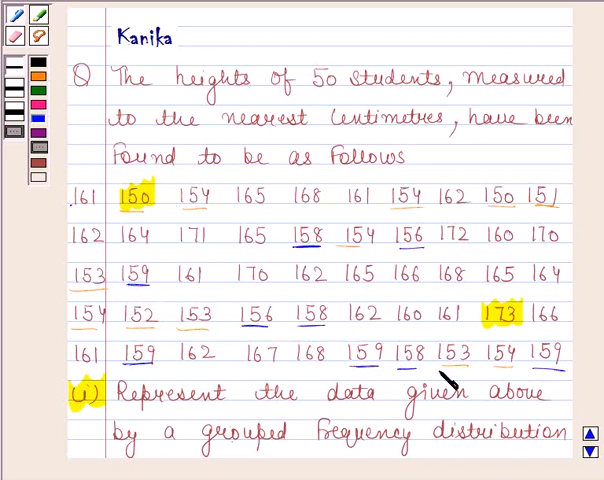 Kanika
Q The heights of 50 students, measured
to the nearest Centimetres, have been
found to be as follows
161 150 154 165 168 161 154 162 150 151
162 164 171 165 158 154 156 172 160 170
153 159 161 170 162 165 166 168 165 164
154 152 153 156 158 162 160 161 173 166
161 159 162 167 168 159 158 153 154 159
(i) Represent the data given above
by a grouped frequency distribution